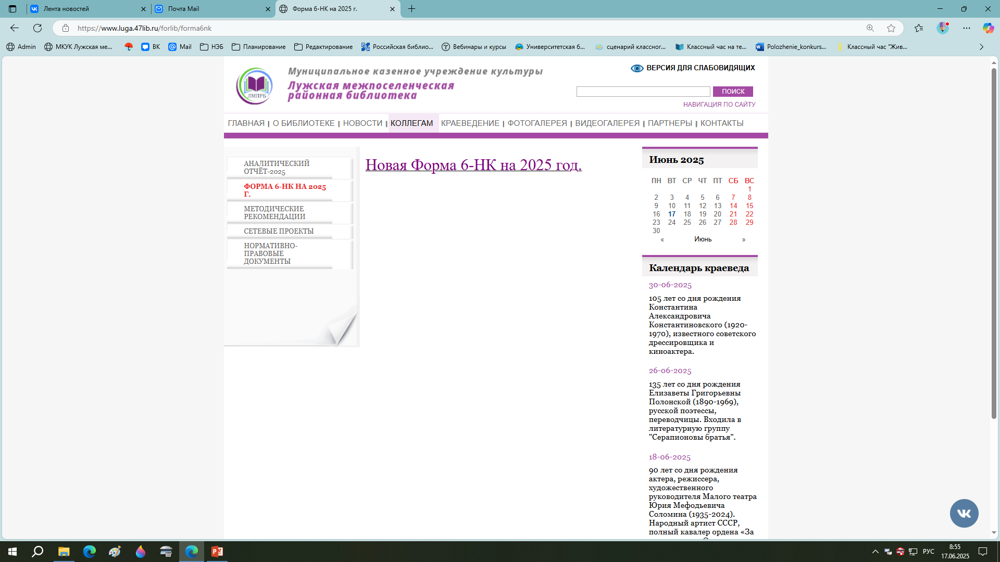 Лента новостей
Почта Mail
Форма 6-НК на 2025 г.
https://www.luga.47lib.ru/forlib/forma6nk
Admin
МКУК Лужская ме...
ВК
Mail
НЭБ
Планирование
Редактирование
Российская библио...
Вебинары и курсы
Университетская б...
сценарий классног...
Классный час на те...
Polozhenie_konkurs...
Классный час "Жив...
ЛМПРБ
Муниципальное казенное учреждение культуры
Лужская межпоселенческая
районная библиотека
ВЕРСИЯ ДЛЯ СЛАБОВИДЯЩИХ
ПОИСК
НАВИГАЦИЯ ПО САЙТУ
ГЛАВНАЯ | О БИБЛИОТЕКЕ | НОВОСТИ | КОЛЛЕГАМ КРАЕВЕДЕНИЕ | ФОТОГАЛЕРЕЯ | ВИДЕОГАЛЕРЕЯ | ПАРТНЕРЫ | КОНТАКТЫ
АНАЛИТИЧЕСКИЙ
ОТЧЁТ-2025
ФОРМА 6-НК НА 2025
Г.
МЕТОДИЧЕСКИЕ
РЕКОМЕНДАЦИИ
СЕТЕВЫЕ ПРОЕКТЫ
НОРМАТИВНО-
ПРАВОВЫЕ
ДОКУМЕНТЫ
Новая Форма 6-НК на 2025 год.
Июнь 2025
ПН ВТ СР ЧТ ПТ СБ ВС
1
2 3 4 5 6 7 8
9 10 11 12 13 14 15
16 17 18 19 20 21 22
23 24 25 26 27 28 29
30
« Июнь »
Календарь краеведа
30-06-2025
105 лет со дня рождения
Константина
Александровича
Константиновского (1920-
1970), известного советского
дрессировщика и
киноактера.
26-06-2025
135 лет со дня рождения
Елизаветы Григорьевны
Полонской (1890-1969),
русской поэтессы,
переводчицы. Входила в
литературную группу
"Серапионовы братья".
18-06-2025
90 лет со дня рождения
актера, режиссера,
художественного
руководителя Малого театра
Юрия Мефодьевича
Соломина (1935-2024).
Народный артист СССР,
полный кавалер ордена «За
РУС
8:55
17.06.2025